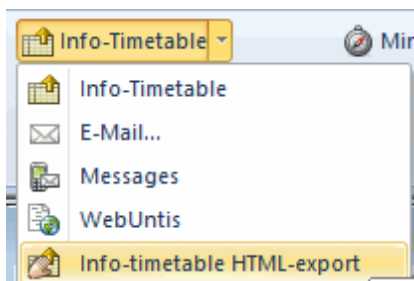 Info-Timetable
Info-Timetable
E-Mail...
Messages
WebUntis
Info-timetable HTML-export